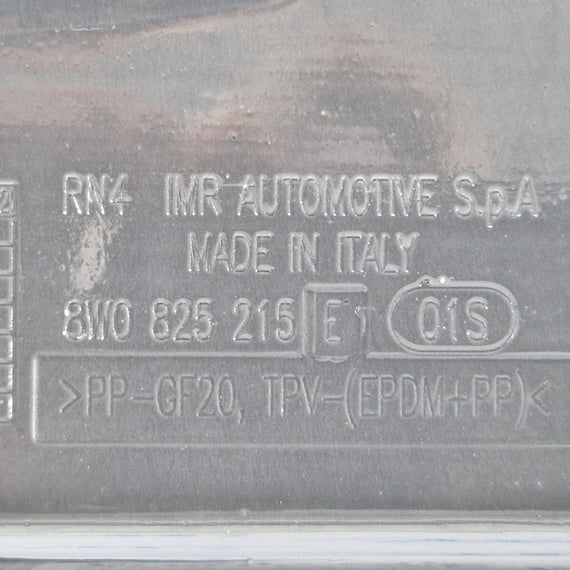 RN4 IMR AUTOMOTIVE S.p.A
MADE IN ITALY
8W0 825 215 E 01S
>PP-GF20, TPV-(EPDM+PP)<